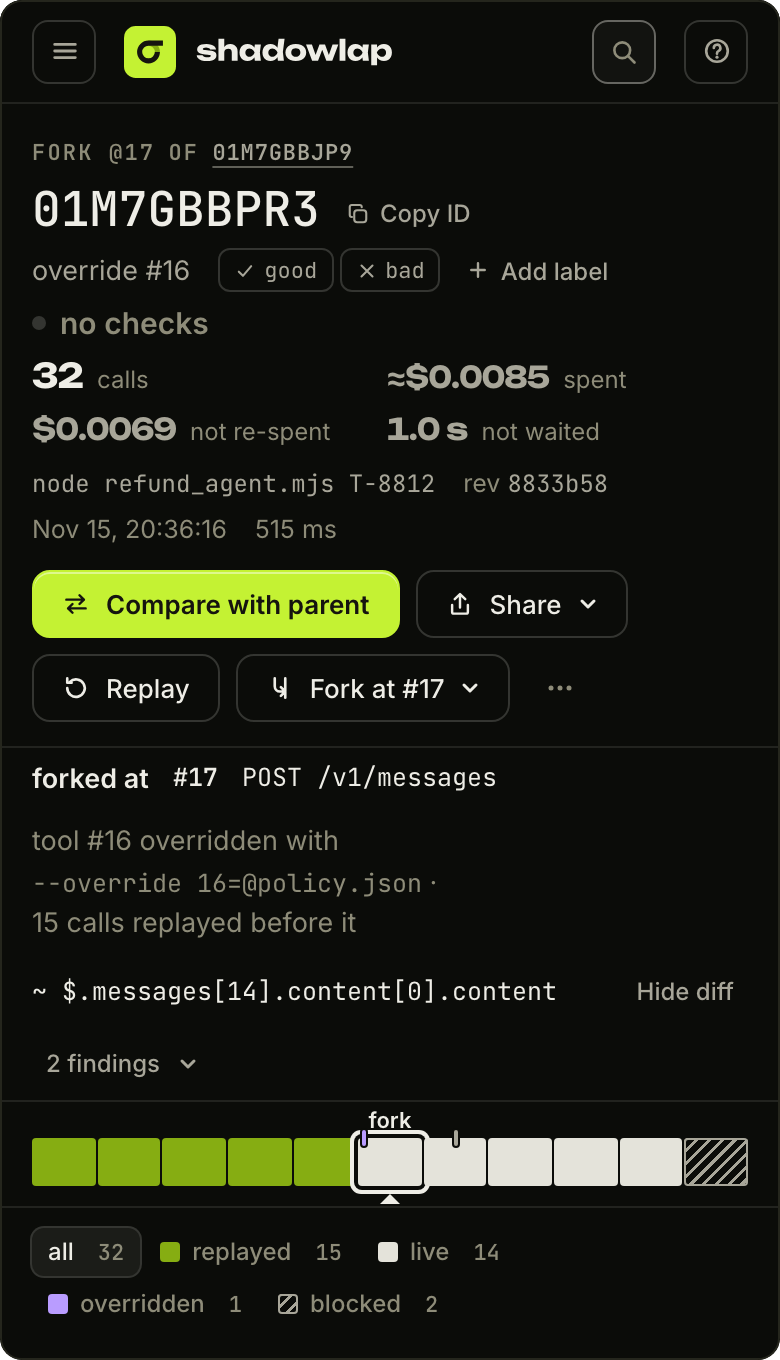 shadowlap
FORK @17 OF 01M7GBBJP9
01M7GBBPR3 Copy ID
override #16 good bad + Add label
no checks
32 calls ≈$0.0085 spent
$0.0069 not re-spent 1.0 s not waited
node refund_agent.mjs T-8812 rev 8833b58
Nov 15, 20:36:16 515 ms
Compare with parent Share
Replay Fork at #17 ···
forked at #17 POST /v1/messages
tool #16 overridden with
--override 16=@policy.json ·
15 calls replayed before it
~ $.messages[14].content[0].content Hide diff
2 findings
fork
all 32 replayed 15 live 14
overridden 1 blocked 2